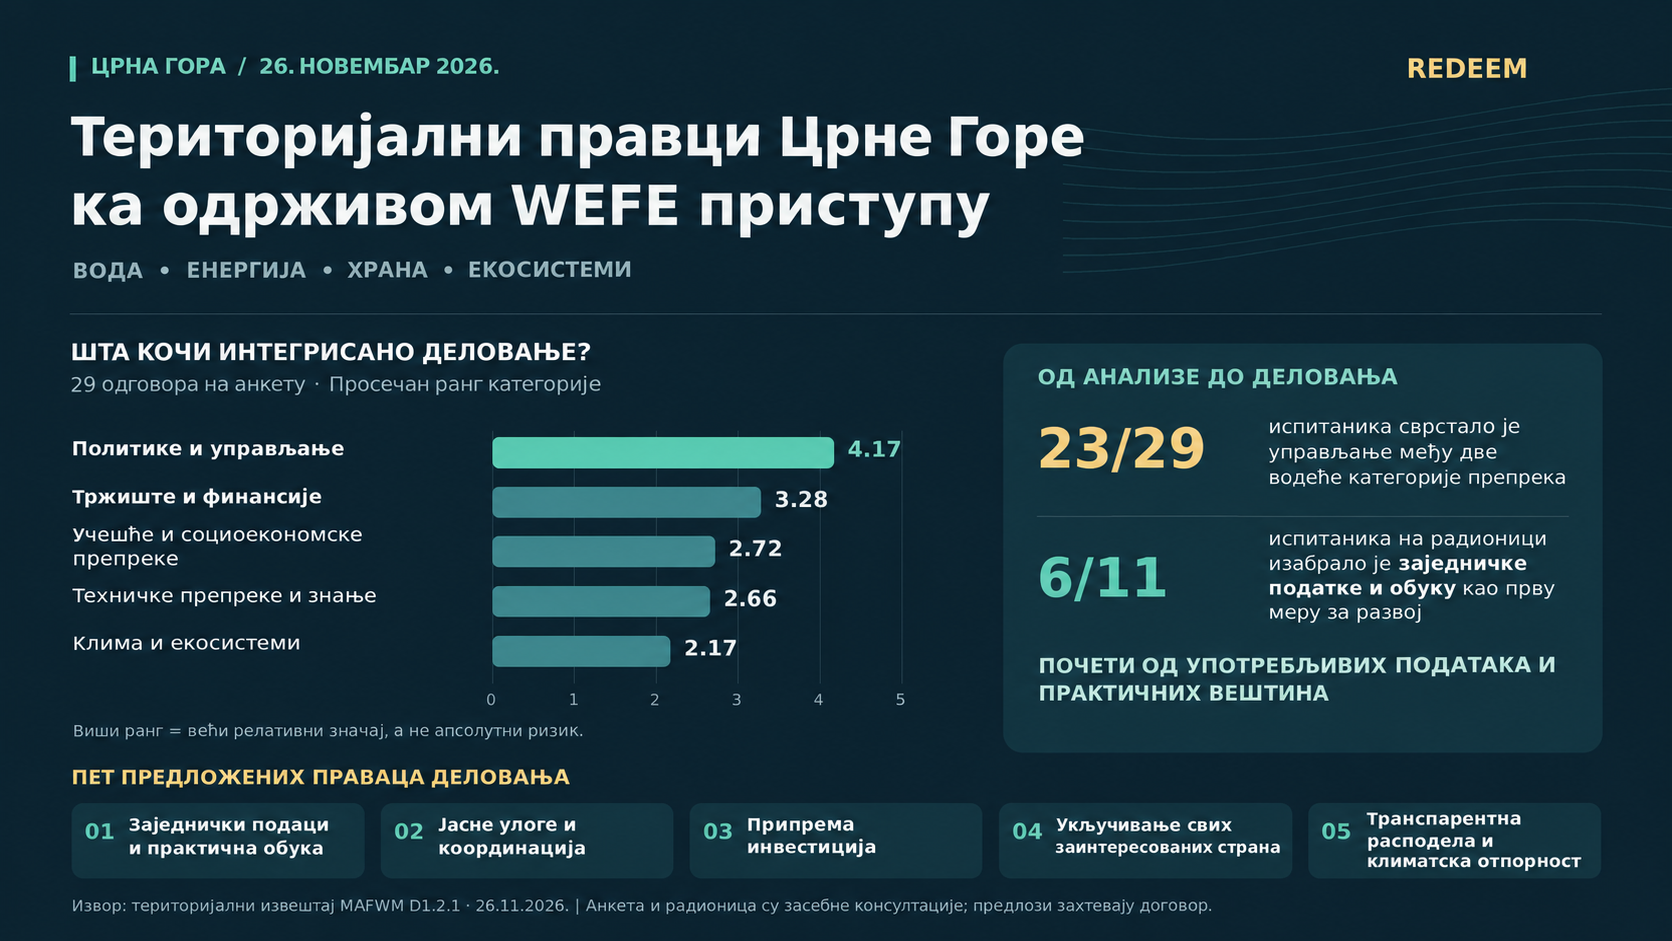 ЦРНА ГОРА / 26. НОВЕМБАР 2026.
REDEEM
Територијални правци Црне Горе
ка одрживом WEFE приступу
ВОДА • ЕНЕРГИЈА • ХРАНА • ЕКОСИСТЕМИ
ШТА КОЧИ ИНТЕГРИСАНО ДЕЛОВАЊЕ?
29 одговора на анкету · Просечан ранг категорије
Политике и управљање
4.17
Тржиште и финансије
3.28
Учешће и социоекономске
препреке
2.72
Техничке препреке и знање
2.66
Клима и екосистеми
2.17
0 1 2 3 4 5
Виши ранг = већи релативни значај, а не апсолутни ризик.
ОД АНАЛИЗЕ ДО ДЕЛОВАЊА
23/29
испитаника сврстало је
управљање међу две
водеће категорије препрека
6/11
испитаника на радионици
изабрало је заједничке
податке и обуку као прву
меру за развој
ПОЧЕТИ ОД УПОТРЕБЉИВИХ ПОДАТАКА И
ПРАКТИЧНИХ ВЕШТИНА
ПЕТ ПРЕДЛОЖЕНИХ ПРАВАЦА ДЕЛОВАЊА
01 Заједнички подаци
и практична обука
02 Јасне улоге и
координација
03 Припрема
инвестиција
04 Укључивање свих
заинтересованих страна
05 Транспарентна
расподела и
климатска отпорност
Извор: територијални извештај MAFWM D1.2.1 · 26.11.2026. | Анкета и радионица су засебне консултације; предлози захтевају договор.